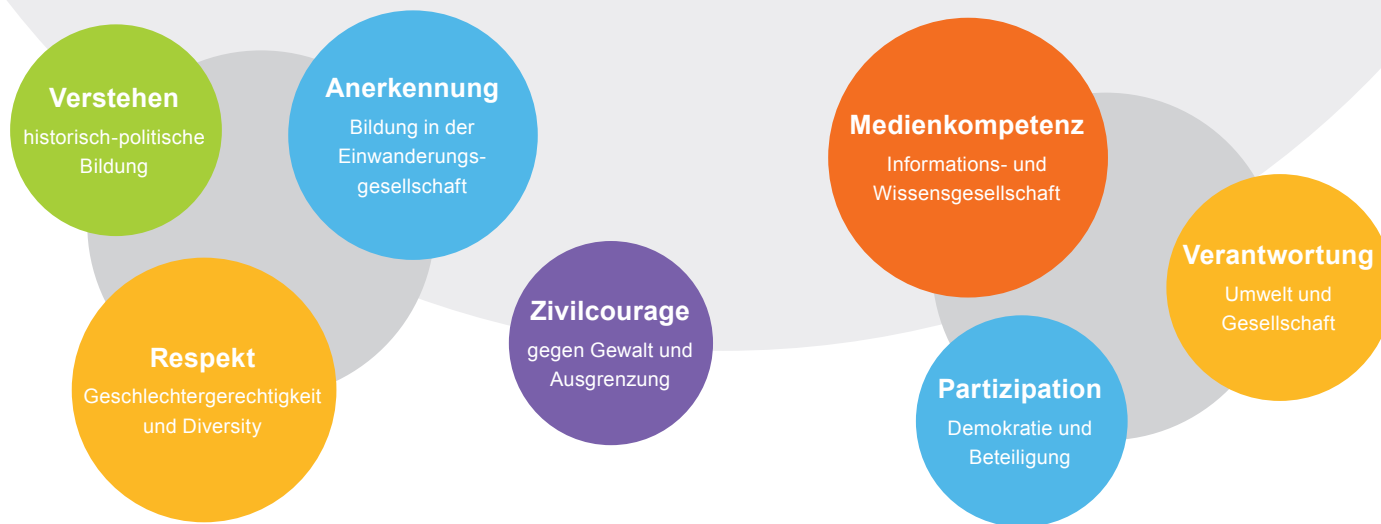 Verstehen
historisch-politische
Bildung
Anerkennung
Bildung in der
Einwanderungs-
gesellschaft
Respekt
Geschlechtergerechtigkeit
und Diversity
Zivilcourage
gegen Gewalt und
Ausgrenzung
Medienkompetenz
Informations- und
Wissensgesellschaft
Verantwortung
Umwelt und
Gesellschaft
Partizipation
Demokratie und
Beteiligung